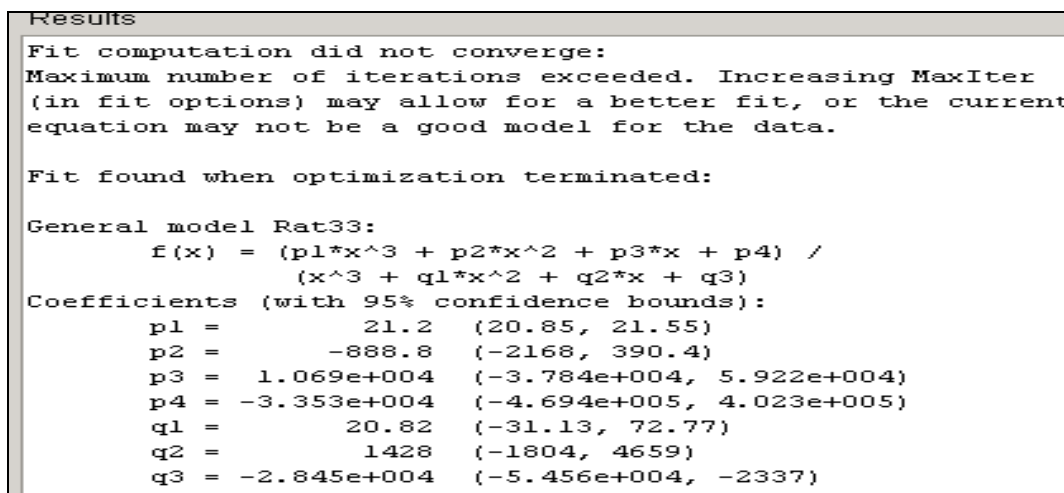 Results
Fit computation did not converge:
Maximum number of iterations exceeded. Increasing MaxIter
(in fit options) may allow for a better fit, or the current
equation may not be a good model for the data.
Fit found when optimization terminated:
General model Rat33:
f(x) = (p1*x^3 + p2*x^2 + p3*x + p4) /
(x^3 + q1*x^2 + q2*x + q3)
Coefficients (with 95% confidence bounds):
p1 = 21.2 (20.85, 21.55)
p2 = -888.8 (-2168, 390.4)
p3 = 1.069e+004 (-3.784e+004, 5.922e+004)
p4 = -3.353e+004 (-4.694e+005, 4.023e+005)
q1 = 20.82 (-31.13, 72.77)
q2 = 1428 (-1804, 4659)
q3 = -2.845e+004 (-5.456e+004, -2337)